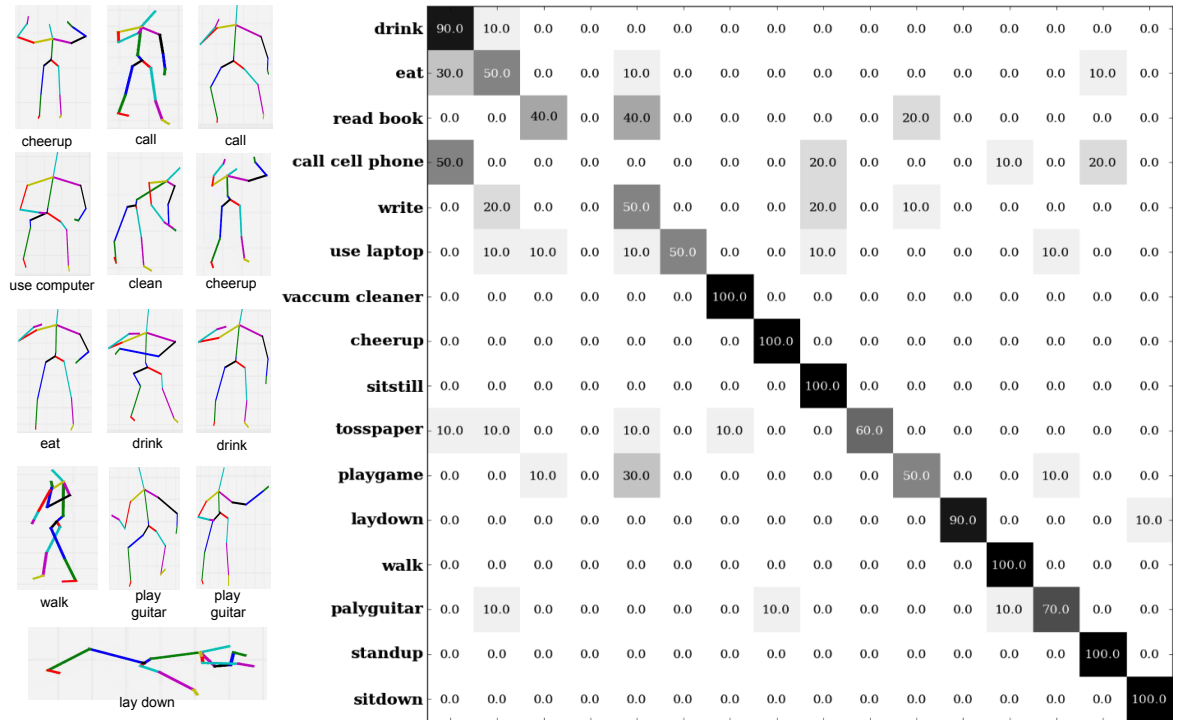 cheerup call call
use computer clean cheerup
eat drink drink
walk play guitar play guitar
lay down
drink 90.0 10.0 0.0 0.0 0.0 0.0 0.0 0.0 0.0 0.0 0.0 0.0 0.0 0.0 0.0 0.0
eat 30.0 50.0 0.0 0.0 10.0 0.0 0.0 0.0 0.0 0.0 0.0 0.0 0.0 0.0 10.0 0.0
read book 0.0 0.0 40.0 0.0 40.0 0.0 0.0 0.0 0.0 0.0 20.0 0.0 0.0 0.0 0.0 0.0
call cell phone 50.0 0.0 0.0 0.0 0.0 0.0 0.0 0.0 20.0 0.0 0.0 0.0 10.0 0.0 20.0 0.0
write 0.0 20.0 0.0 0.0 50.0 0.0 0.0 0.0 20.0 0.0 10.0 0.0 0.0 0.0 0.0 0.0
use laptop 0.0 10.0 10.0 0.0 10.0 50.0 0.0 0.0 10.0 0.0 0.0 0.0 0.0 10.0 0.0 0.0
vaccum cleaner 0.0 0.0 0.0 0.0 0.0 0.0 100.0 0.0 0.0 0.0 0.0 0.0 0.0 0.0 0.0 0.0
cheerup 0.0 0.0 0.0 0.0 0.0 0.0 0.0 100.0 0.0 0.0 0.0 0.0 0.0 0.0 0.0 0.0
sitstill 0.0 0.0 0.0 0.0 0.0 0.0 0.0 0.0 100.0 0.0 0.0 0.0 0.0 0.0 0.0 0.0
tosspaper 10.0 10.0 0.0 0.0 10.0 0.0 10.0 0.0 0.0 60.0 0.0 0.0 0.0 0.0 0.0 0.0
playgame 0.0 0.0 10.0 0.0 30.0 0.0 0.0 0.0 0.0 0.0 50.0 0.0 0.0 10.0 0.0 0.0
laydown 0.0 0.0 0.0 0.0 0.0 0.0 0.0 0.0 0.0 0.0 0.0 90.0 0.0 0.0 0.0 10.0
walk 0.0 0.0 0.0 0.0 0.0 0.0 0.0 0.0 0.0 0.0 0.0 0.0 100.0 0.0 0.0 0.0
palyguitar 0.0 10.0 0.0 0.0 0.0 0.0 0.0 10.0 0.0 0.0 0.0 0.0 10.0 70.0 0.0 0.0
standup 0.0 0.0 0.0 0.0 0.0 0.0 0.0 0.0 0.0 0.0 0.0 0.0 0.0 0.0 100.0 0.0
sitdown 0.0 0.0 0.0 0.0 0.0 0.0 0.0 0.0 0.0 0.0 0.0 0.0 0.0 0.0 0.0 100.0